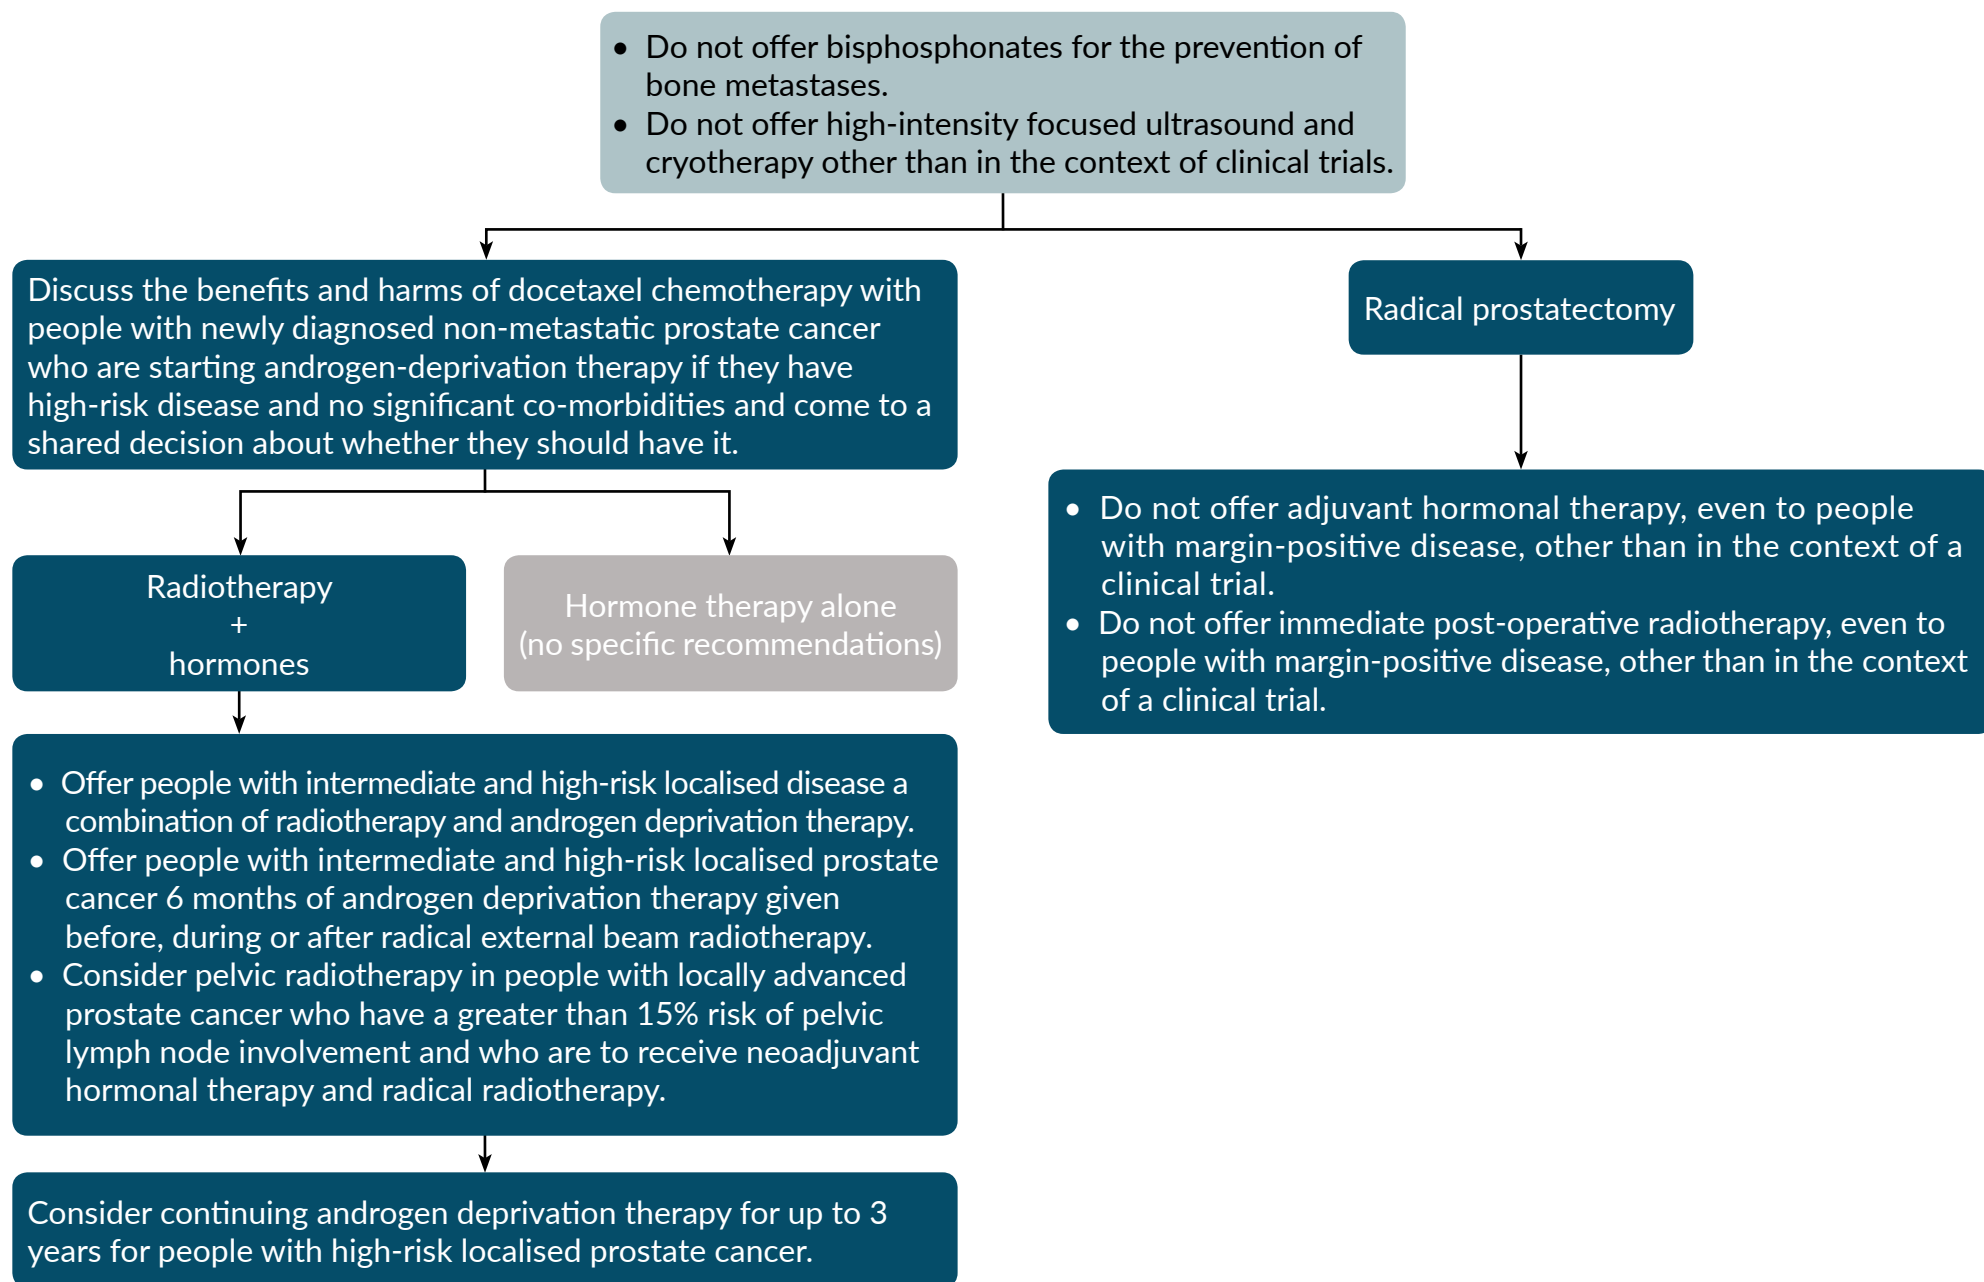 • Do not offer bisphosphonates for the prevention of
bone metastases.
• Do not offer high-intensity focused ultrasound and
cryotherapy other than in the context of clinical trials.
Discuss the benefits and harms of docetaxel chemotherapy with
people with newly diagnosed non-metastatic prostate cancer
who are starting androgen-deprivation therapy if they have
high-risk disease and no significant co-morbidities and come to a
shared decision about whether they should have it.
Radical prostatectomy
• Do not offer adjuvant hormonal therapy, even to people
with margin-positive disease, other than in the context of a
clinical trial.
• Do not offer immediate post-operative radiotherapy, even to
people with margin-positive disease, other than in the context
of a clinical trial.
Radiotherapy
+
hormones
Hormone therapy alone
(no specific recommendations)
• Offer people with intermediate and high-risk localised disease a
combination of radiotherapy and androgen deprivation therapy.
• Offer people with intermediate and high-risk localised prostate
cancer 6 months of androgen deprivation therapy given
before, during or after radical external beam radiotherapy.
• Consider pelvic radiotherapy in people with locally advanced
prostate cancer who have a greater than 15% risk of pelvic
lymph node involvement and who are to receive neoadjuvant
hormonal therapy and radical radiotherapy.
Consider continuing androgen deprivation therapy for up to 3
years for people with high-risk localised prostate cancer.